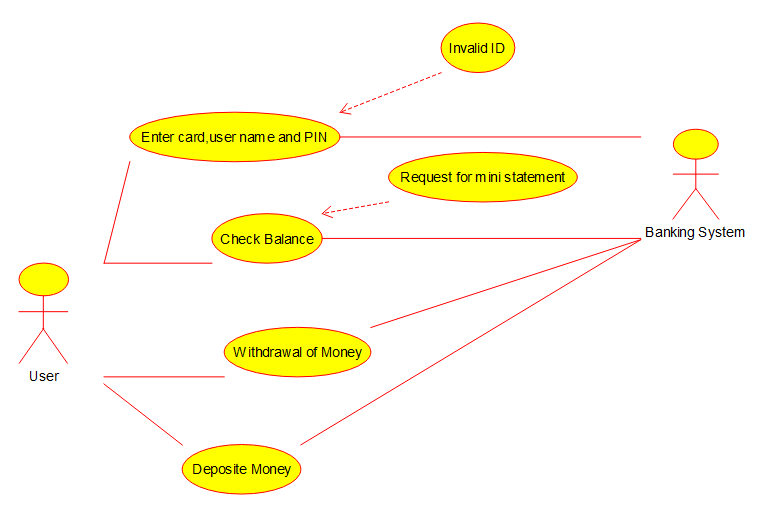 Invalid ID
Enter card,user name and PIN
Request for mini statement
Banking System
Check Balance
Withdrawal of Money
User
Deposite Money